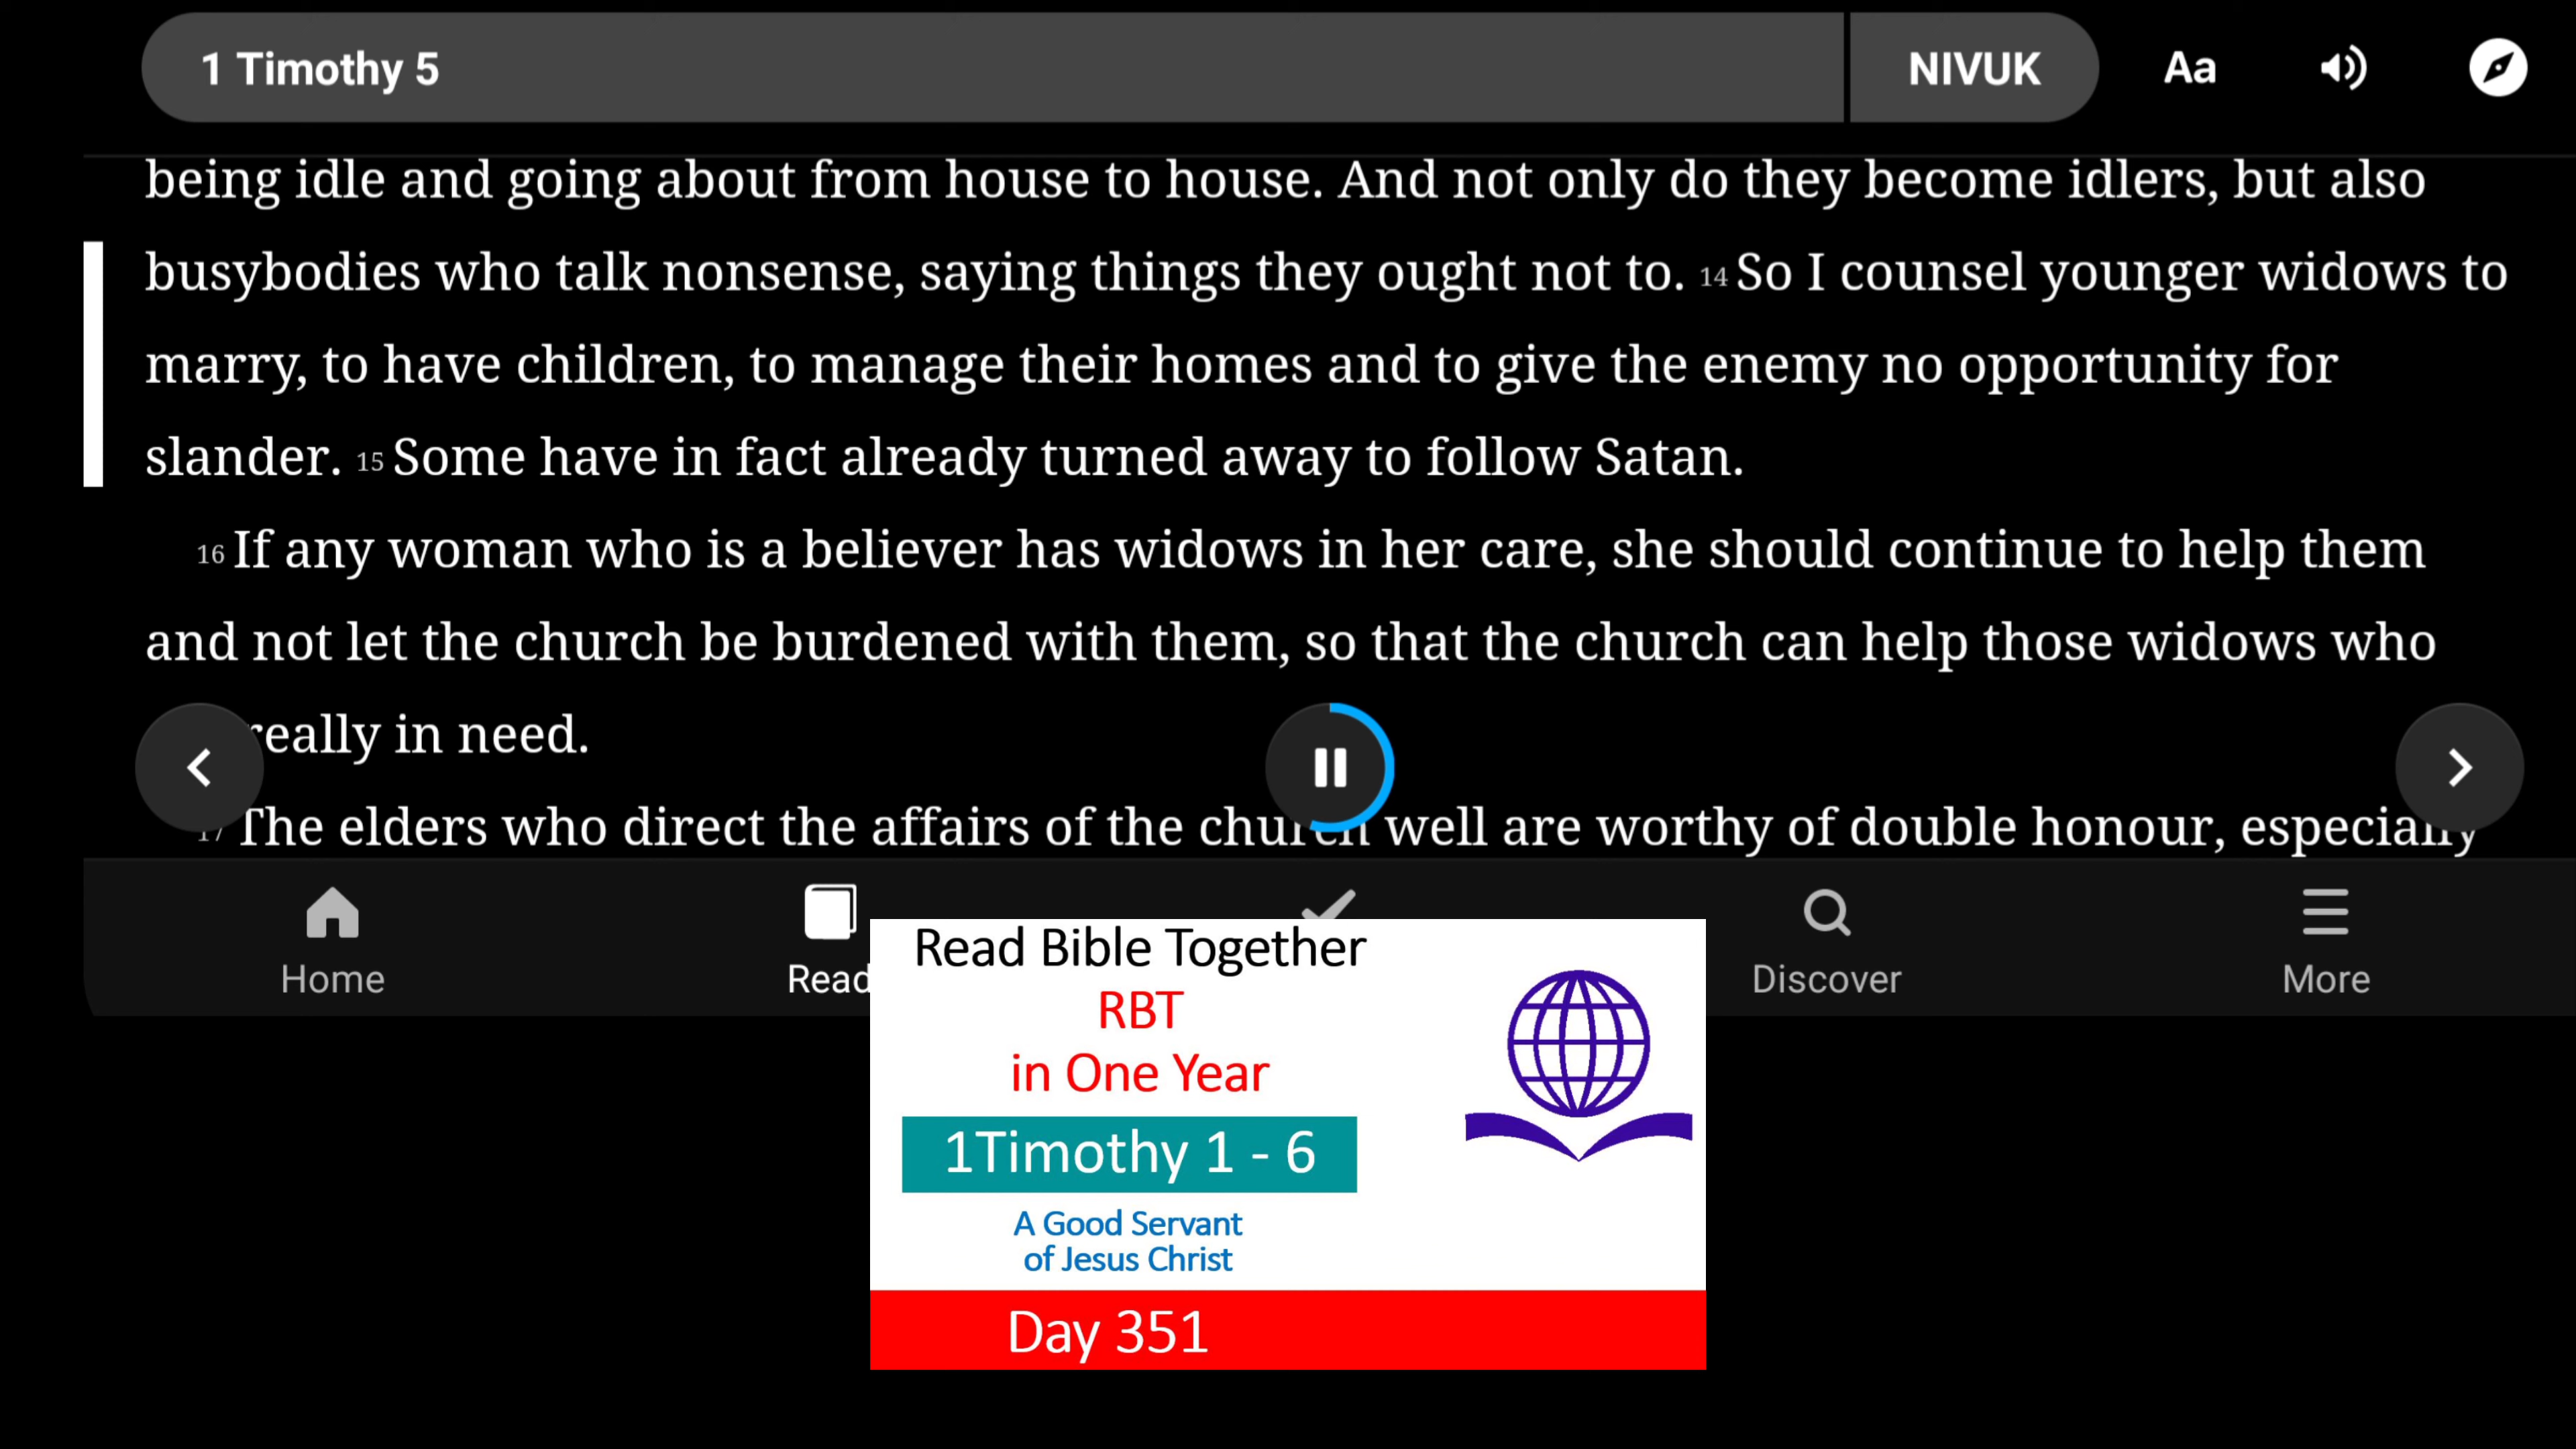 1 Timothy 5
NIVUK
Aa
being idle and going about from house to house. And not only do they become idlers, but also
busybodies who talk nonsense, saying things they ought not to. 14 So I counsel younger widows to
marry, to have children, to manage their homes and to give the enemy no opportunity for
slander. 15 Some have in fact already turned away to follow Satan.
16 If any woman who is a believer has widows in her care, she should continue to help them
and not let the church be burdened with them, so that the church can help those widows who
really in need.
17 The elders who direct the affairs of the church well are worthy of double honour, especially
Home
Read
Discover
More
Read Bible Together
RBT
in One Year
1Timothy 1 - 6
A Good Servant
of Jesus Christ
Day 351